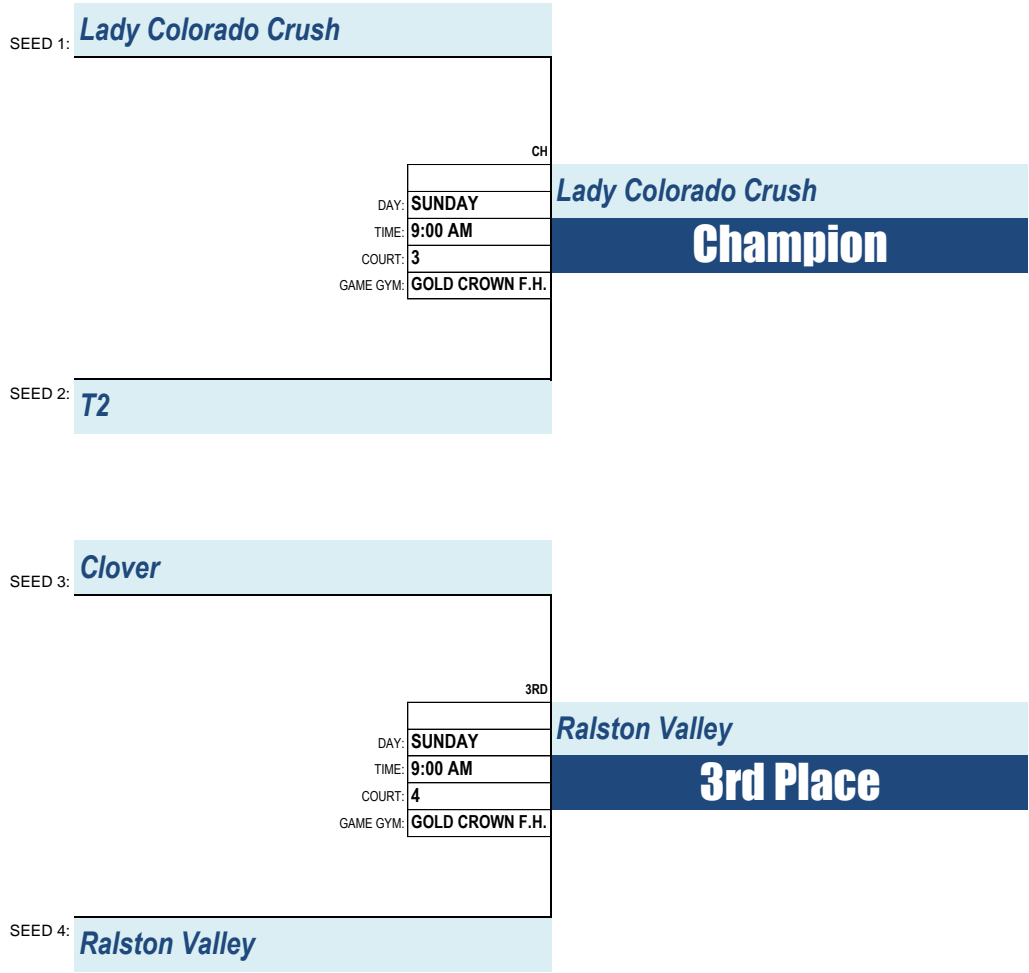 SEED 1: Lady Colorado Crush
CH
DAY: SUNDAY
TIME: 9:00 AM
COURT: 3
GAME GYM: GOLD CROWN F.H.
Lady Colorado Crush
Champion
SEED 2: T2
SEED 3: Clover
3RD
DAY: SUNDAY
TIME: 9:00 AM
COURT: 4
GAME GYM: GOLD CROWN F.H.
Ralston Valley
3rd Place
SEED 4: Ralston Valley